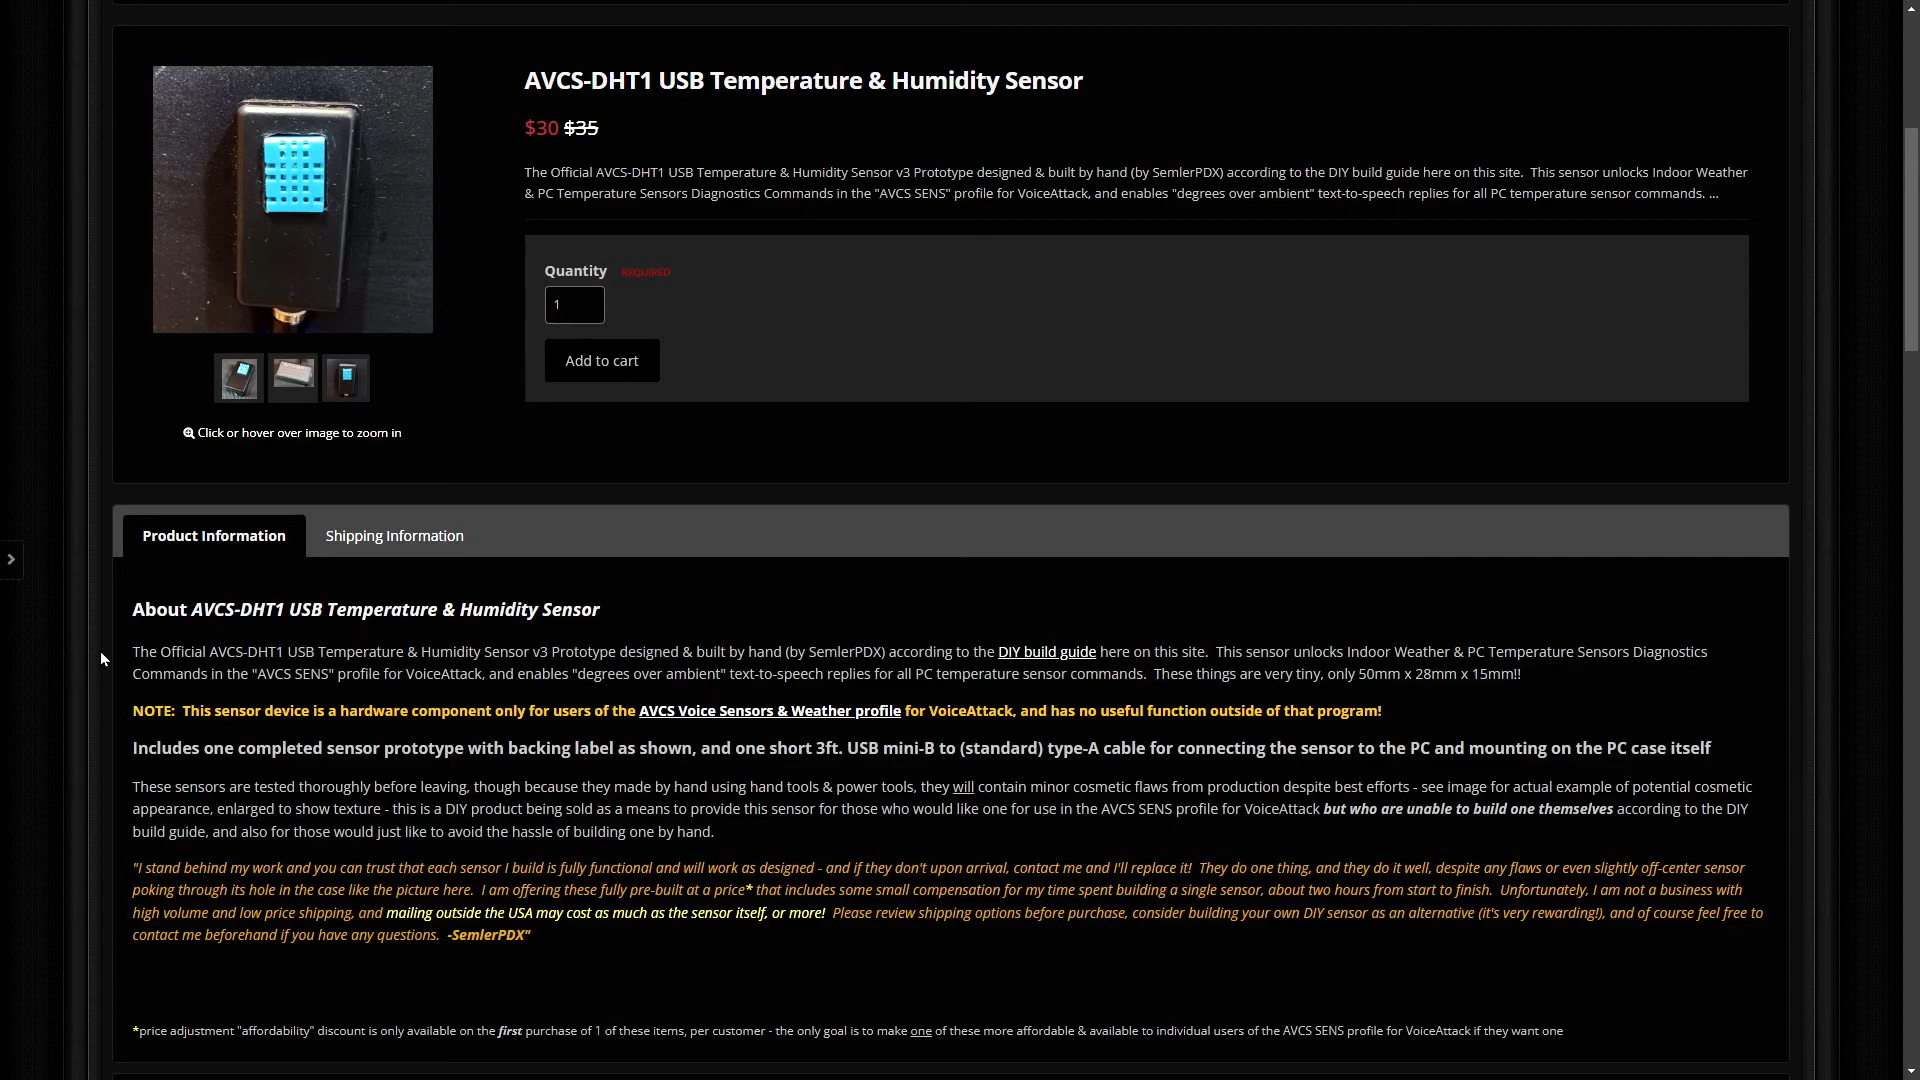 AVCS-DHT1 USB Temperature & Humidity Sensor
$30 $35
The Official AVCS-DHT1 USB Temperature & Humidity Sensor v3 Prototype designed & built by hand (by SemlerPDX) according to the DIY build guide here on this site.  This sensor unlocks Indoor Weather
& PC Temperature Sensors Diagnostics Commands in the "AVCS SENS" profile for VoiceAttack, and enables "degrees over ambient" text-to-speech replies for all PC temperature sensor commands. ...
Quantity REQUIRED
1
Add to cart
Click or hover over image to zoom in
Product Information
Shipping Information
About AVCS-DHT1 USB Temperature & Humidity Sensor
The Official AVCS-DHT1 USB Temperature & Humidity Sensor v3 Prototype designed & built by hand (by SemlerPDX) according to the DIY build guide here on this site.  This sensor unlocks Indoor Weather & PC Temperature Sensors Diagnostics
Commands in the "AVCS SENS" profile for VoiceAttack, and enables "degrees over ambient" text-to-speech replies for all PC temperature sensor commands.  These things are very tiny, only 50mm x 28mm x 15mm!!
NOTE:  This sensor device is a hardware component only for users of the AVCS Voice Sensors & Weather profile for VoiceAttack, and has no useful function outside of that program!
Includes one completed sensor prototype with backing label as shown, and one short 3ft. USB mini-B to (standard) type-A cable for connecting the sensor to the PC and mounting on the PC case itself
These sensors are tested thoroughly before leaving, though because they made by hand using hand tools & power tools, they will contain minor cosmetic flaws from production despite best efforts - see image for actual example of potential cosmetic
appearance, enlarged to show texture - this is a DIY product being sold as a means to provide this sensor for those who would like one for use in the AVCS SENS profile for VoiceAttack but who are unable to build one themselves according to the DIY
build guide, and also for those would just like to avoid the hassle of building one by hand.
"I stand behind my work and you can trust that each sensor I build is fully functional and will work as designed - and if they don't upon arrival, contact me and I'll replace it!  They do one thing, and they do it well, despite any flaws or even slightly off-center sensor
poking through its hole in the case like the picture here.  I am offering these fully pre-built at a price* that includes some small compensation for my time spent building a single sensor, about two hours from start to finish.  Unfortunately, I am not a business with
high volume and low price shipping, and mailing outside the USA may cost as much as the sensor itself, or more!  Please review shipping options before purchase, consider building your own DIY sensor as an alternative (it's very rewarding!), and of course feel free to
contact me beforehand if you have any questions.  -SemlerPDX"
*price adjustment "affordability" discount is only available on the first purchase of 1 of these items, per customer - the only goal is to make one of these more affordable & available to individual users of the AVCS SENS profile for VoiceAttack if they want one